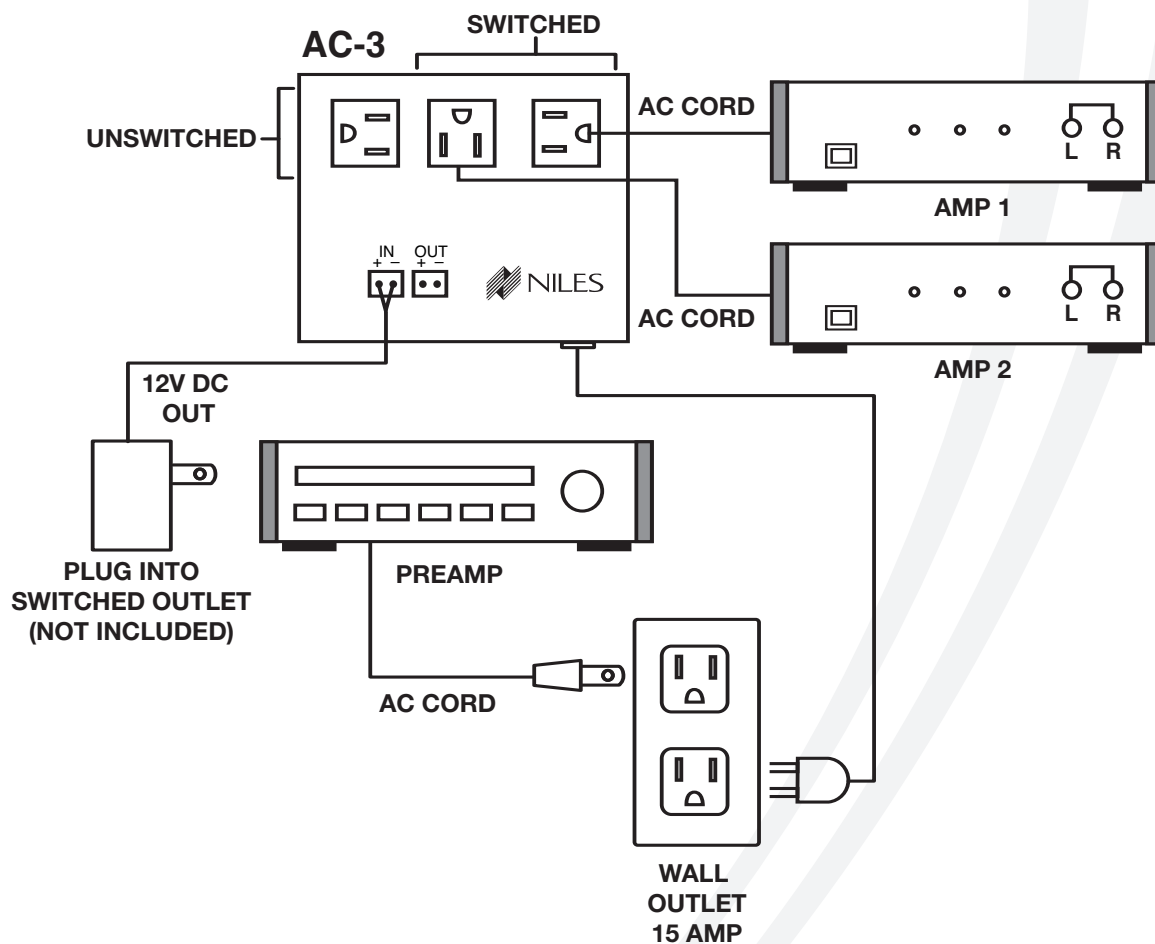 SWITCHED
AC-3
AC CORD
UNSWITCHED
L R
AMP 1
IN OUT
+ − + −
NILES
AC CORD
L R
AMP 2
12V DC
OUT
PLUG INTO
SWITCHED OUTLET
(NOT INCLUDED)
PREAMP
AC CORD
WALL
OUTLET
15 AMP